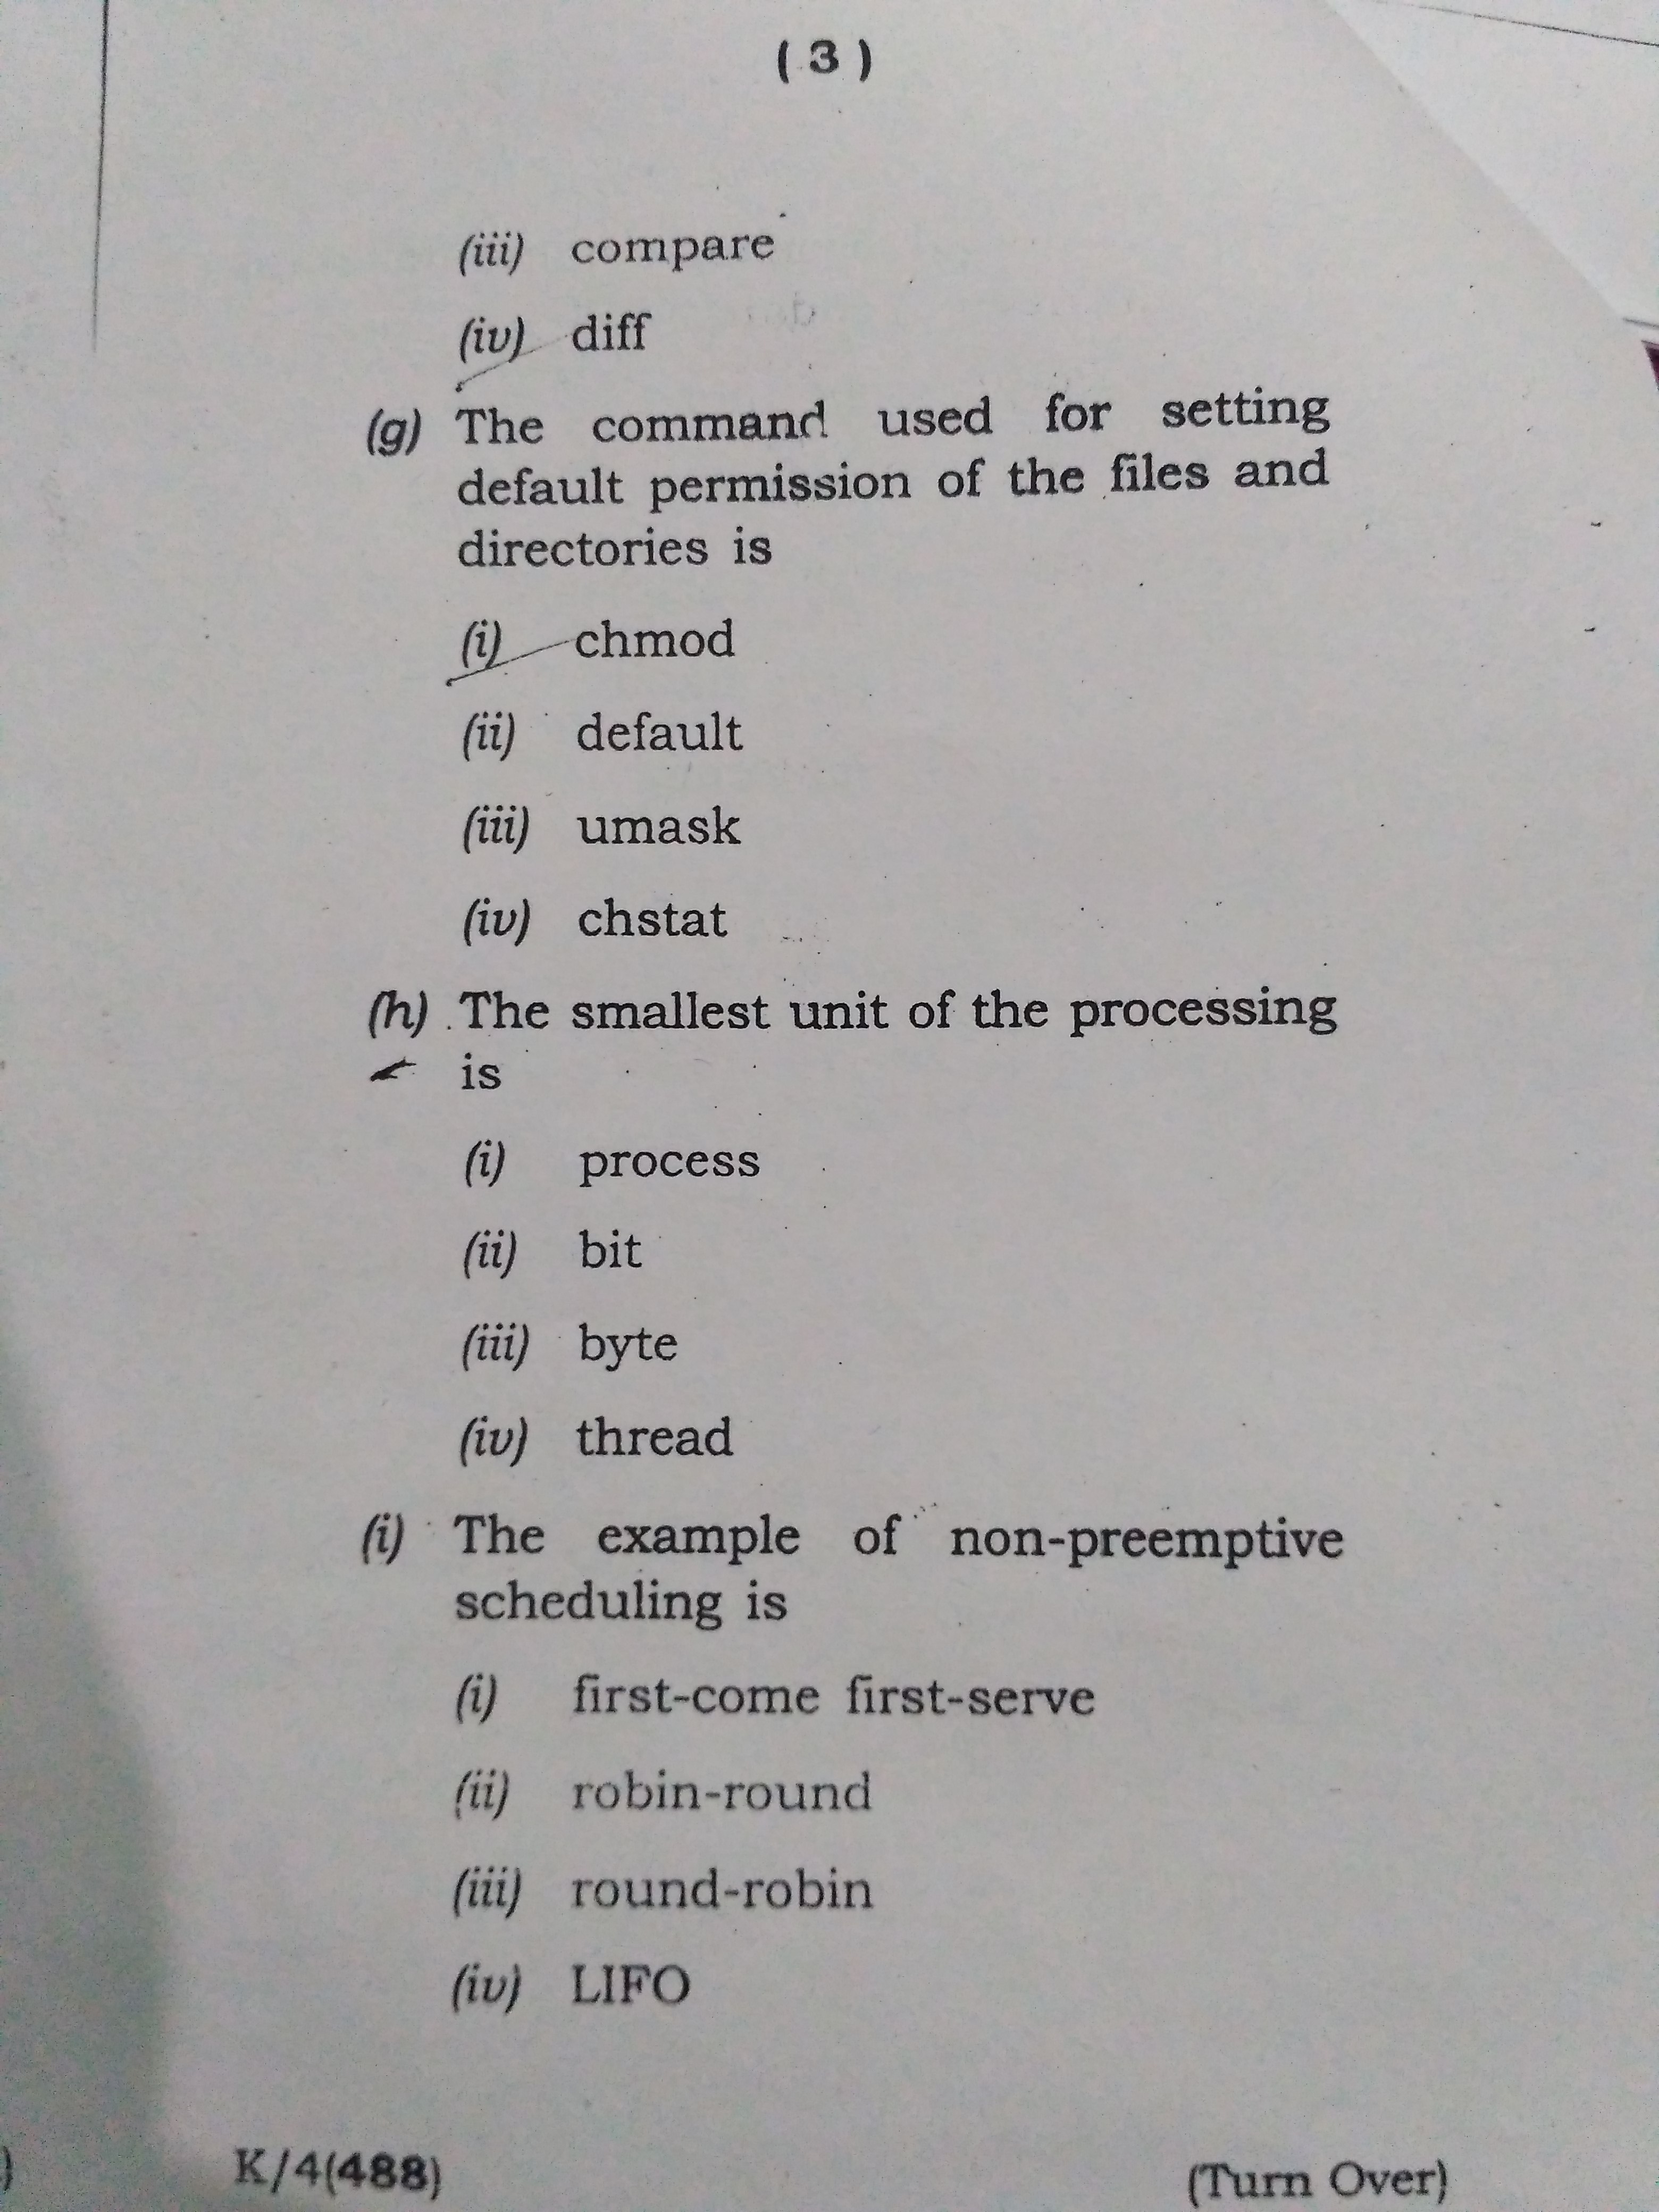 ( 3 )
(iii) compare
(iv) diff
(g) The command used for setting
default permission of the files and
directories is
(i) chmod
(ii) default
(iii) umask
(iv) chstat
(h) The smallest unit of the processing
is
(i) process
(ii) bit
(iii) byte
(iv) thread
(i) The example of non-preemptive
scheduling is
(i) first-come first-serve
(ii) robin-round
(iii) round-robin
(iv) LIFO
) K/4(488) (Turn Over)